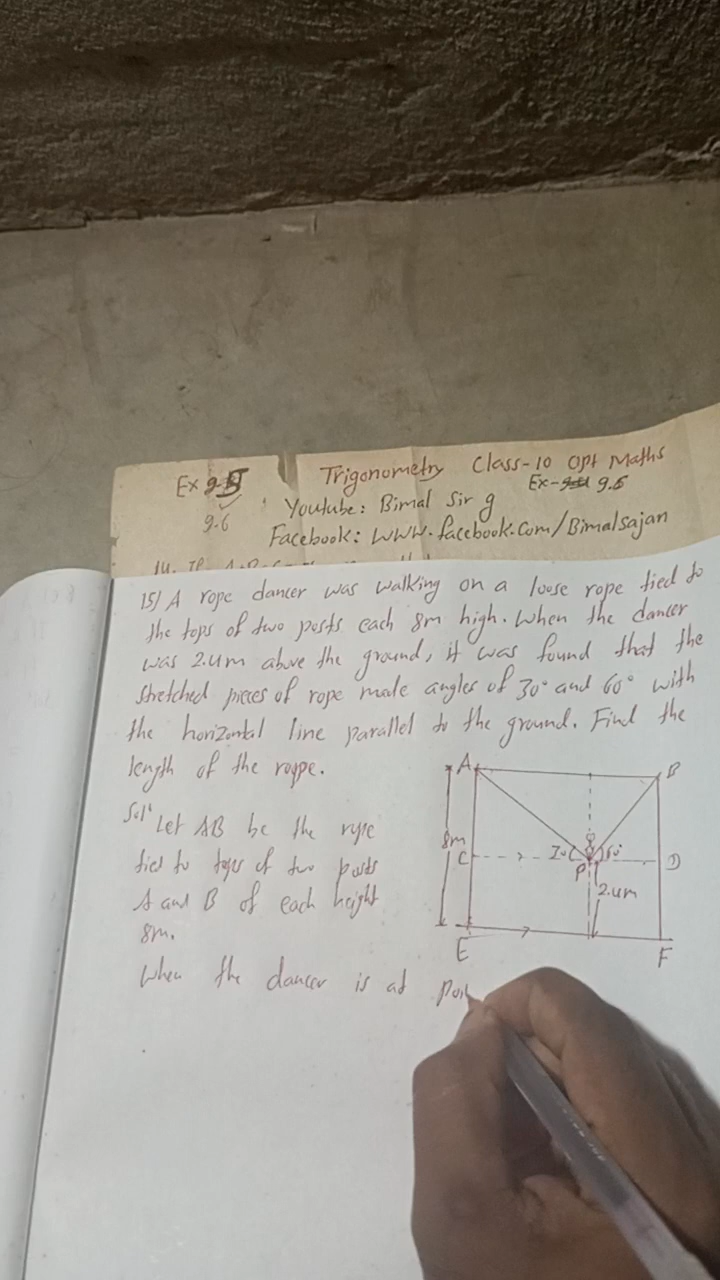 Ex 9.5
9.6
Trigonometry Class-10 opt Maths
Ex- 9.6
Youtube: Bimal Sir g
Facebook: www.facebook.com/Bimalsajan
15) A rope dancer was walking on a loose rope tied to
the tops of two posts each 8m high. When the dancer
was 2.4m above the ground, it was found that the
stretched pieces of rope made angles of 30° and 60° with
the horizontal line parallel to the ground. Find the
length of the roppe.
Solⁿ Let AB be the rope
tied to tops of two posts
A and B of each height
8m.
When the dancer is at poi
A
B
8m
C
30
60°
D
P
2.4m
E
F